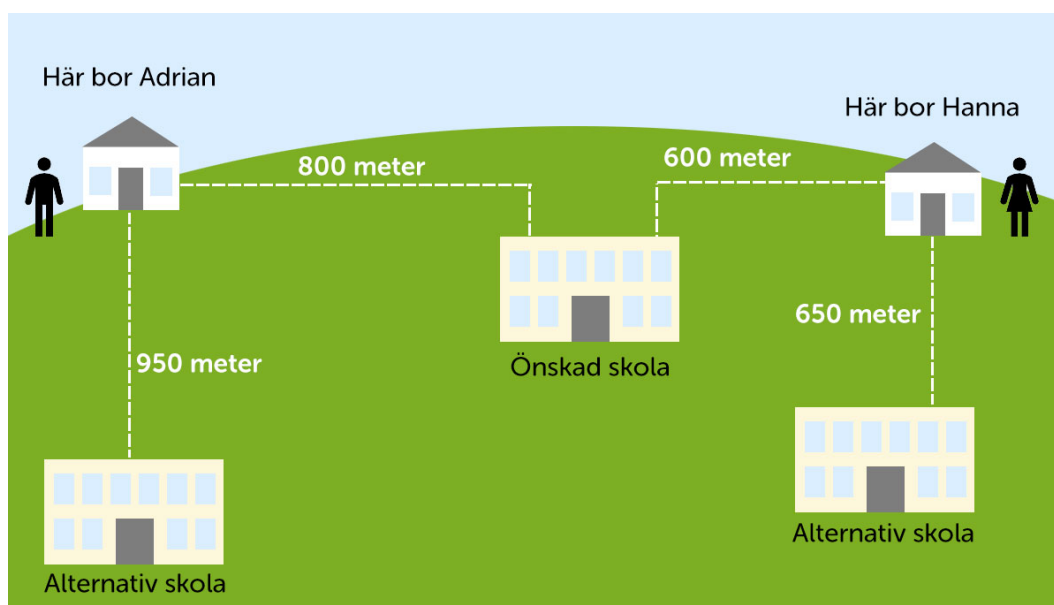 Här bor Adrian
Här bor Hanna
800 meter
600 meter
650 meter
950 meter
Önskad skola
Alternativ skola
Alternativ skola